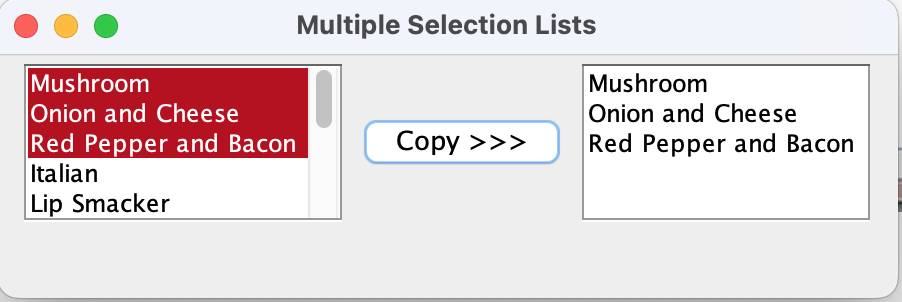 Multiple Selection Lists
Mushroom
Onion and Cheese
Red Pepper and Bacon
Italian
Lip Smacker
Copy >>>
Mushroom
Onion and Cheese
Red Pepper and Bacon